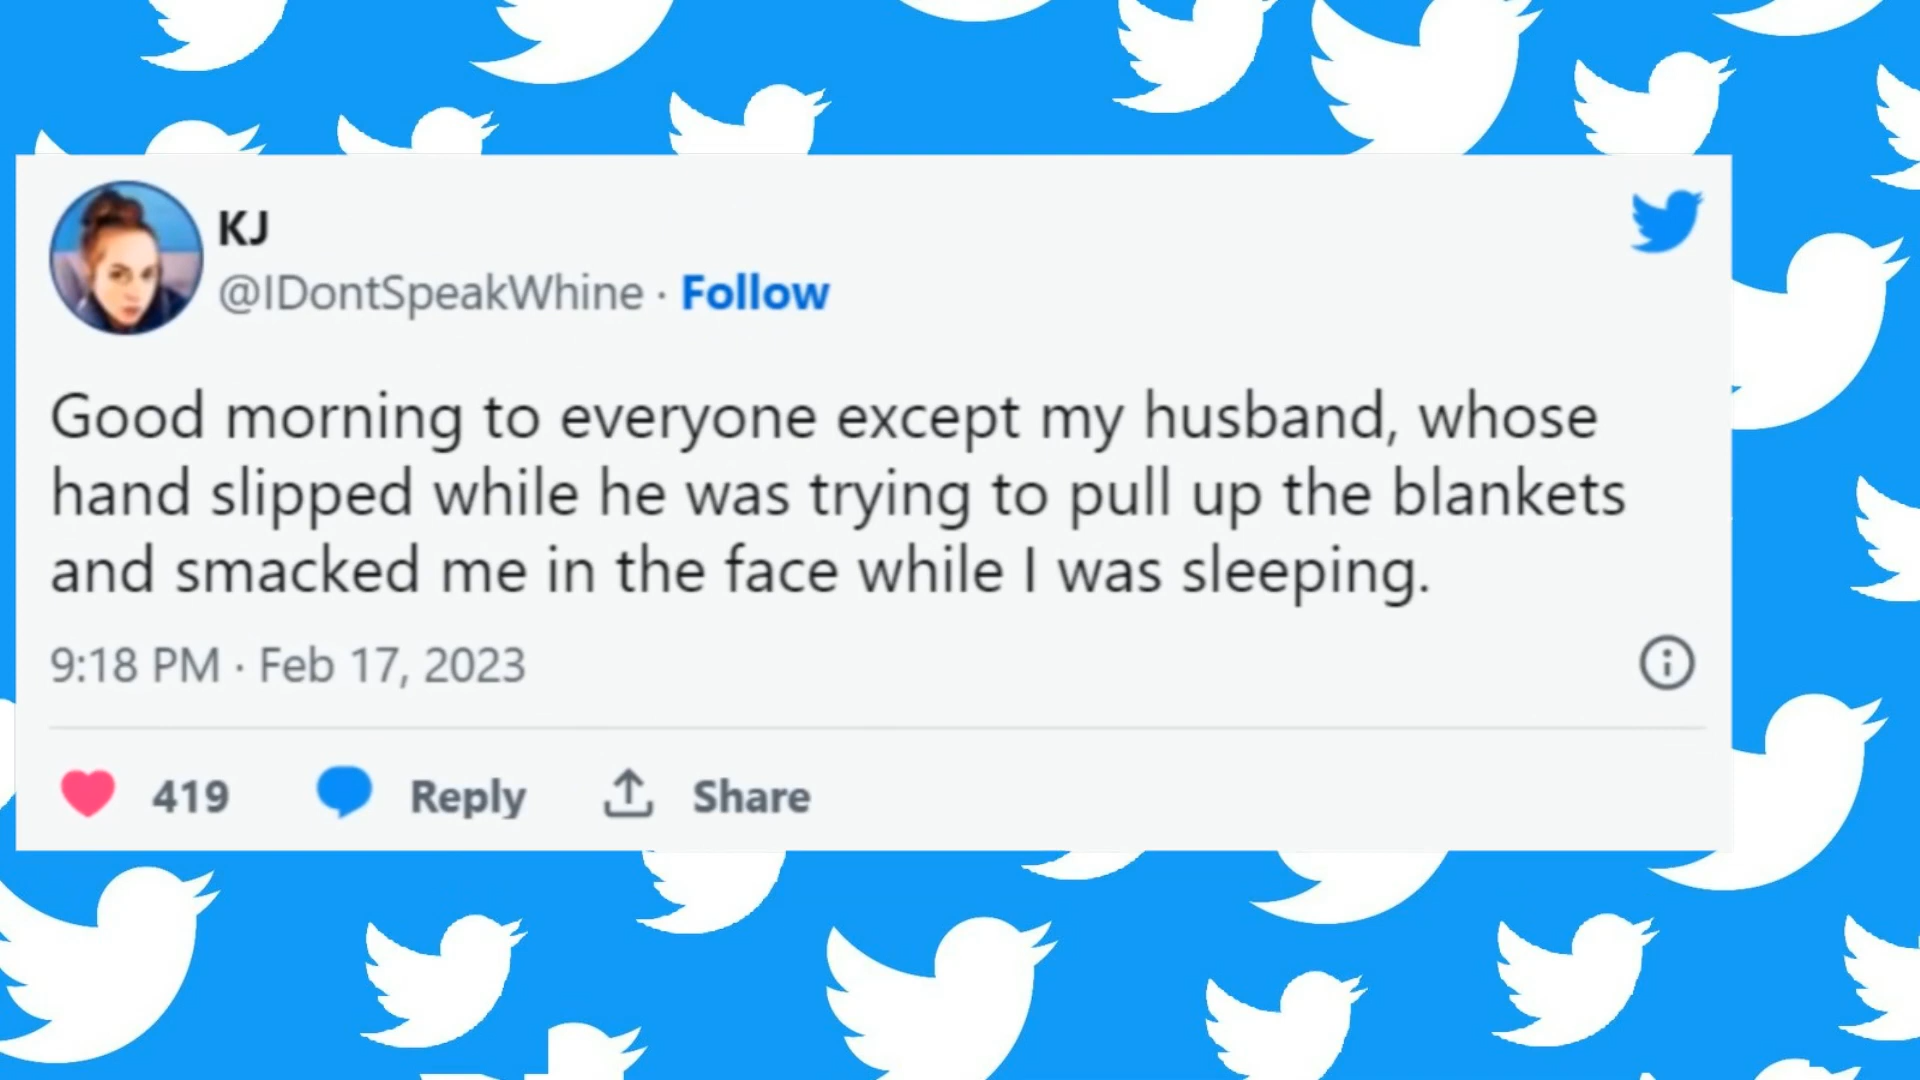 KJ
@IDontSpeakWhine · Follow
Good morning to everyone except my husband, whose
hand slipped while he was trying to pull up the blankets
and smacked me in the face while I was sleeping.
9:18 PM · Feb 17, 2023
419 Reply Share